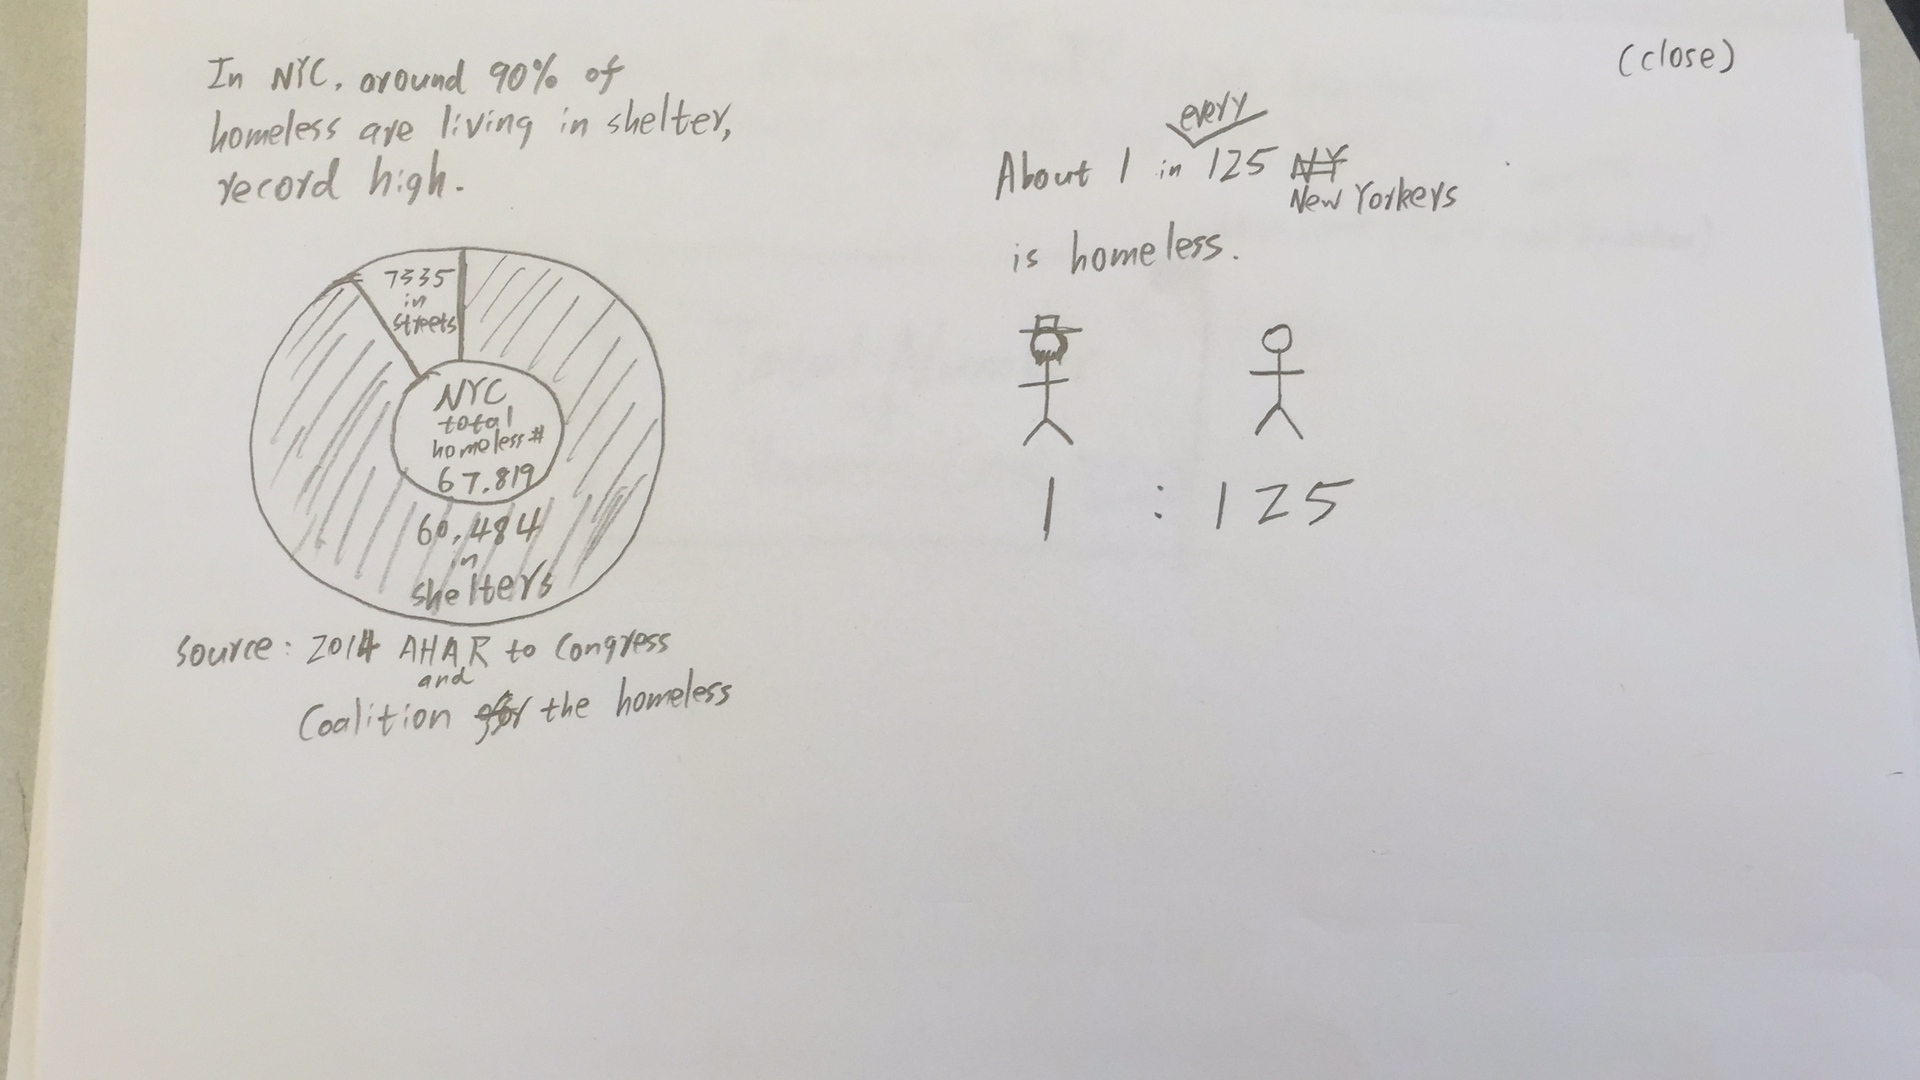 In NYC, around 90% of
homeless are living in shelter,
record high.
7335
in
streets
NYC
total
homeless#
67,819
60,484
in
shelters
Source: 2014 AHAR to Congress
and
Coalition for the homeless
(close)
every
About 1 in 125 NY
New Yorkers
is homeless.
1 : 125